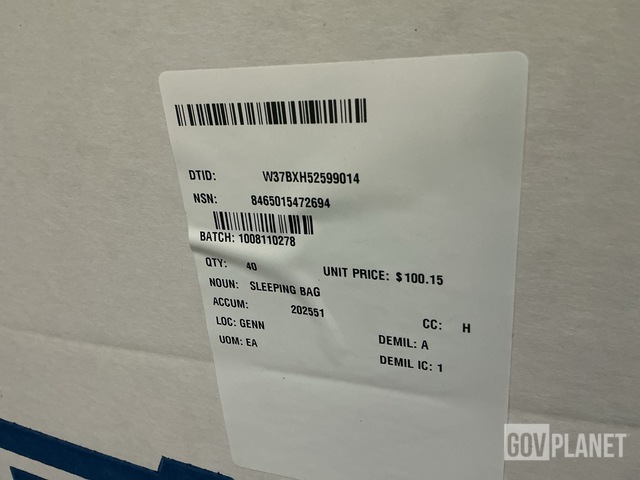 DTID: W37BXH52599014
NSN: 8465015472694
BATCH: 1008110278
QTY: 40 UNIT PRICE: $100.15
NOUN: SLEEPING BAG
ACCUM: 202551
LOC: GENN CC: H
UOM: EA DEMIL: A
DEMIL IC: 1
GOVPLANET